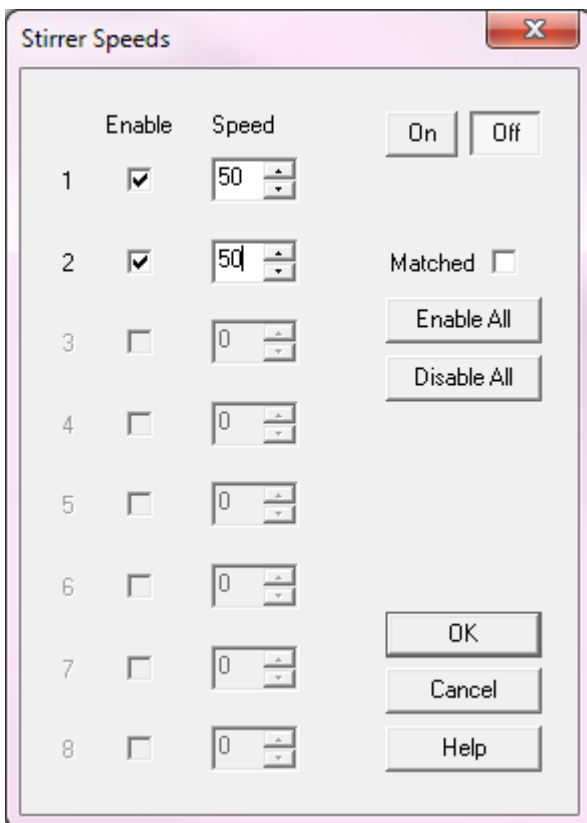 Stirrer Speeds
Enable Speed
On Off
1 50
2 50
Matched
Enable All
3 0
Disable All
4 0
5 0
6 0
OK
7 0
Cancel
8 0
Help